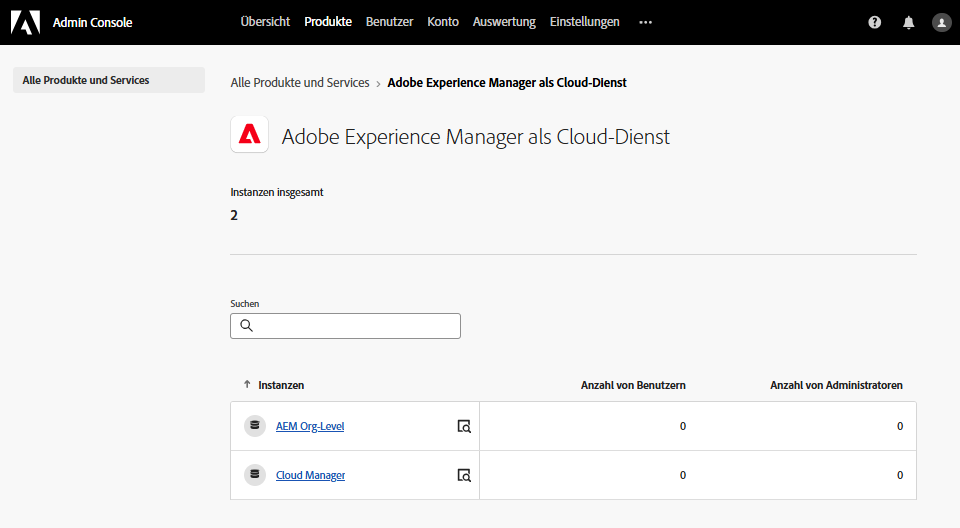 Admin Console
Übersicht Produkte Benutzer Konto Auswertung Einstellungen ...
Alle Produkte und Services
Alle Produkte und Services > Adobe Experience Manager als Cloud-Dienst
Adobe Experience Manager als Cloud-Dienst
Instanzen insgesamt
2
Suchen
Instanzen Anzahl von Benutzern Anzahl von Administratoren
AEM Org-Level 0 0
Cloud Manager 0 0